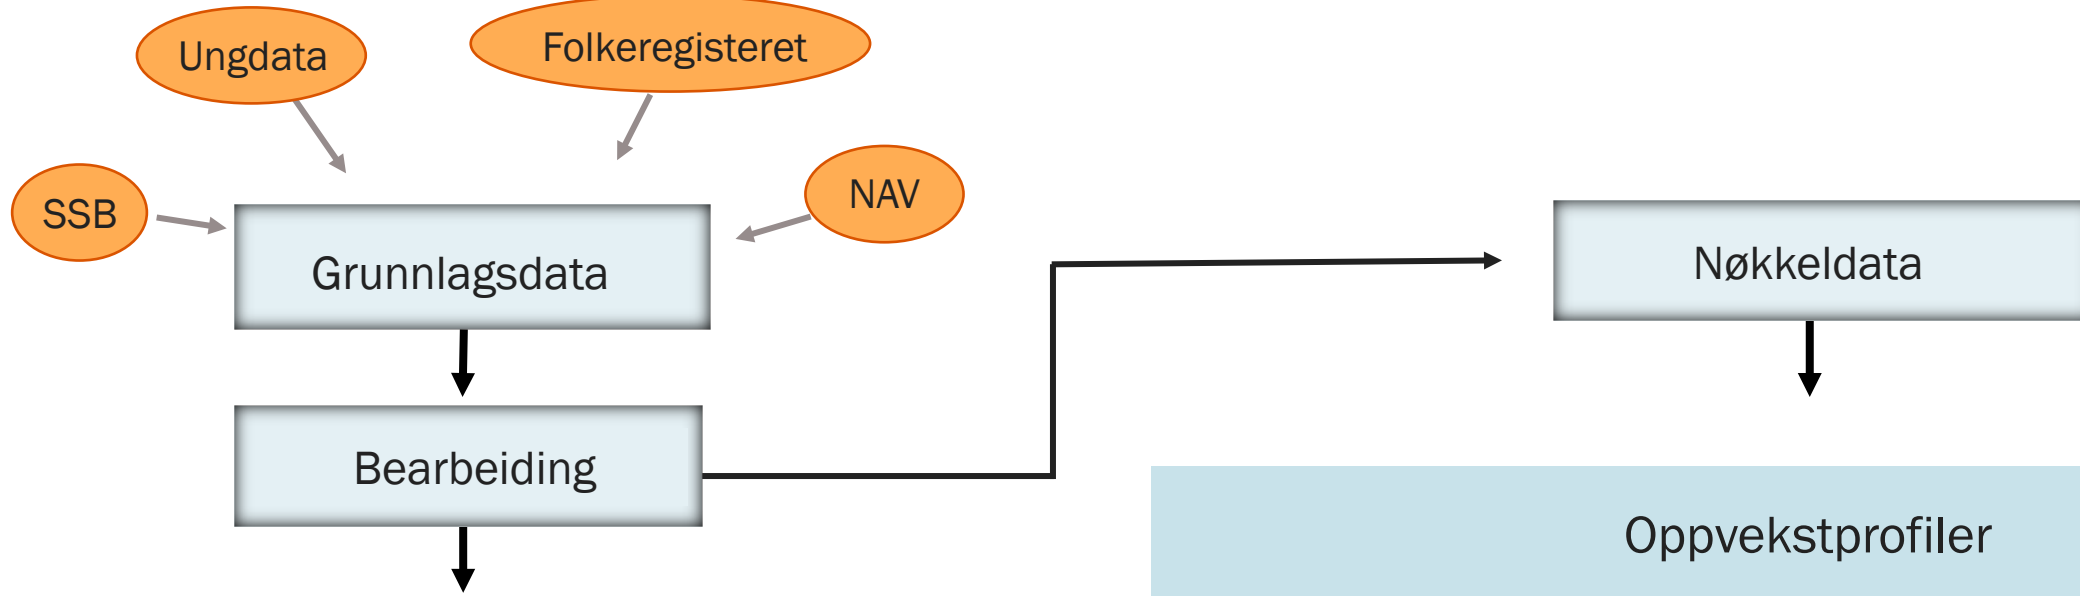 Ungdata
Folkeregisteret
SSB
NAV
Grunnlagsdata
Nøkkeldata
Bearbeiding
Oppvekstprofiler